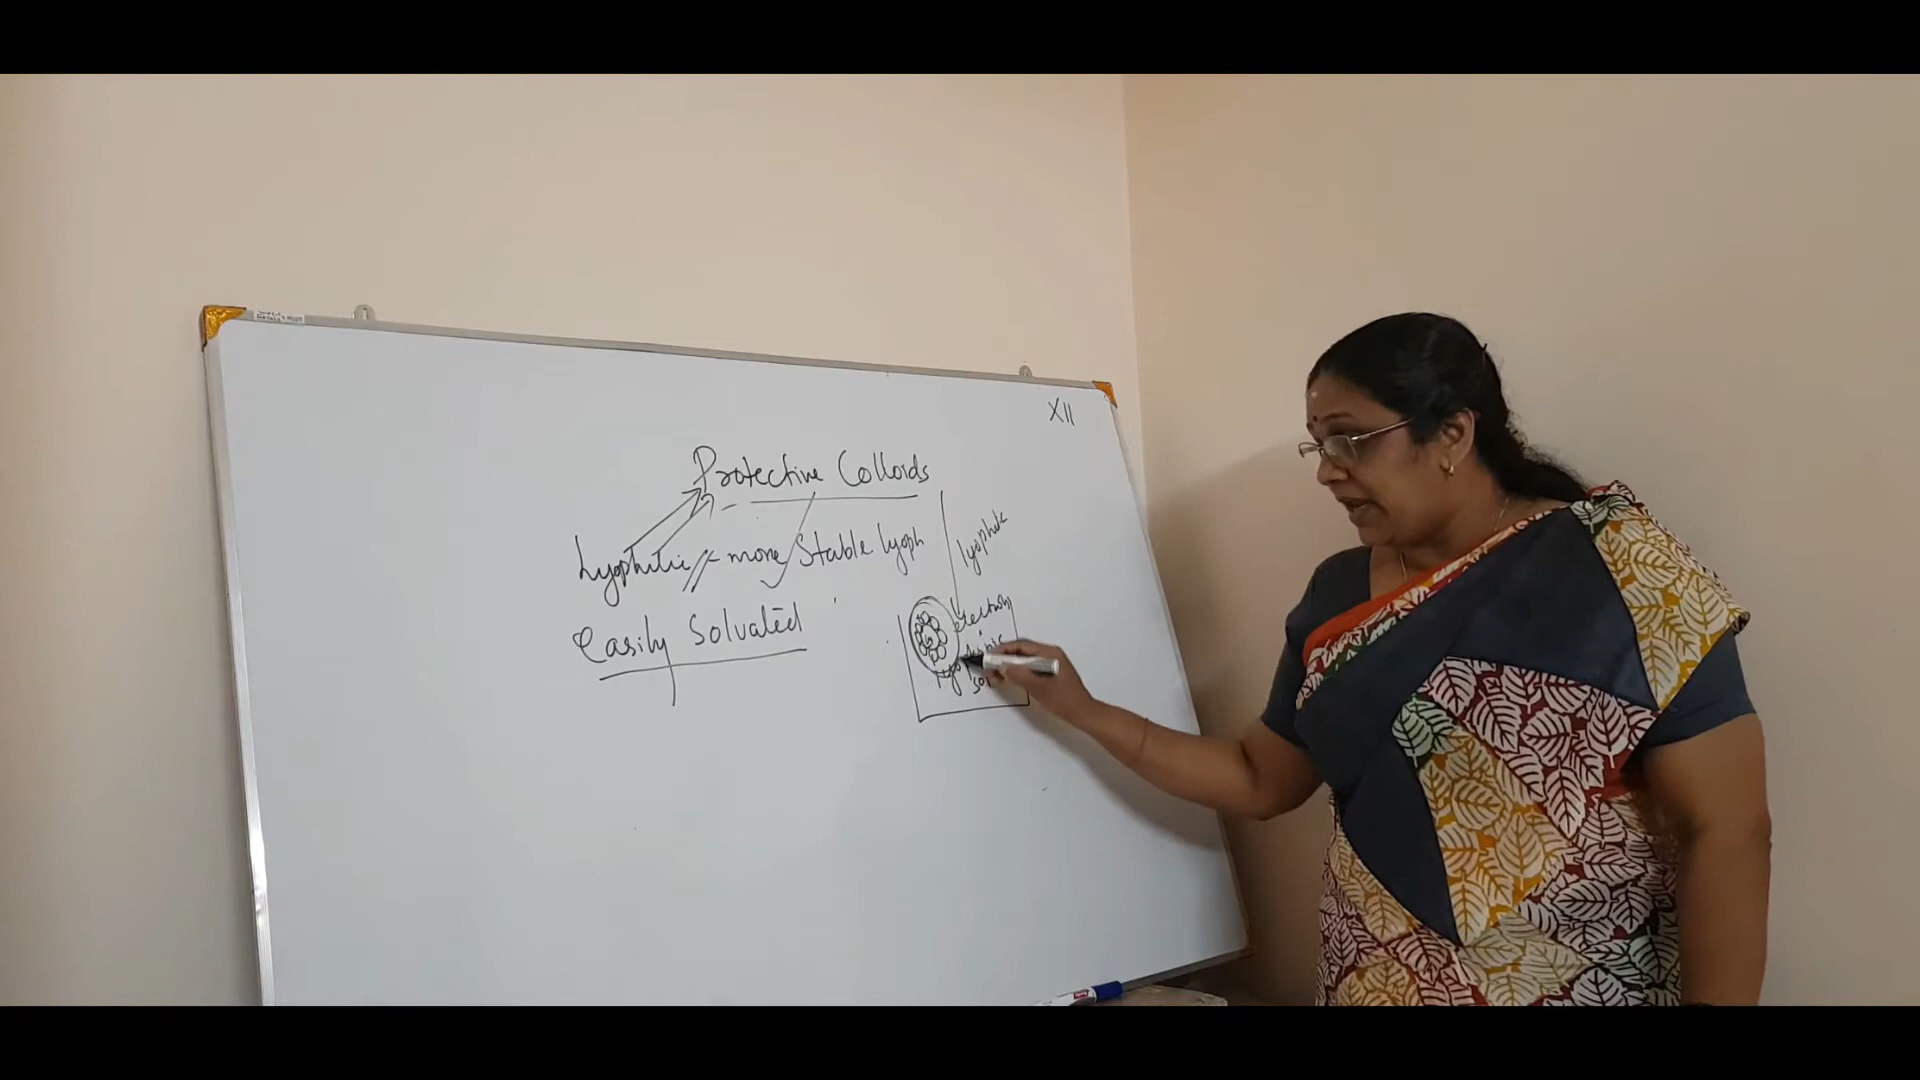 XII
Protective Colloids
Lyophilic - more Stable lyoph
Easily Solvated
lyophilic